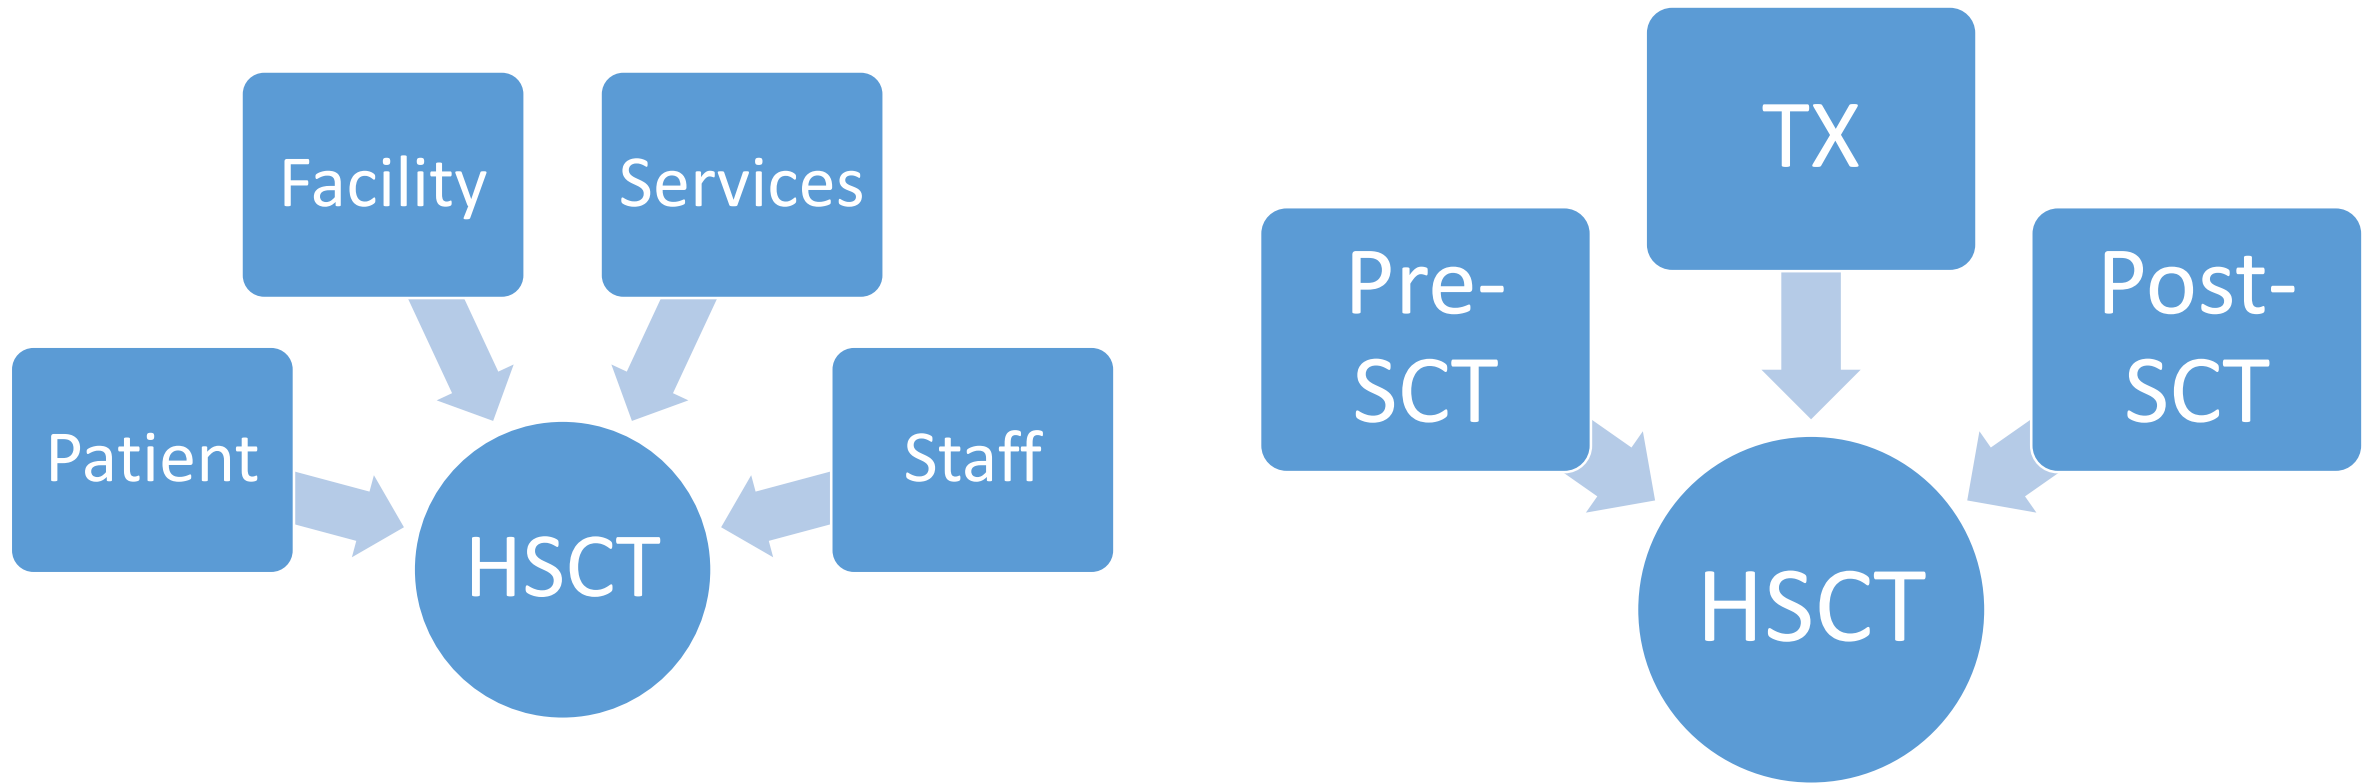 Facility
Services
Patient
Staff
HSCT
TX
Pre-
SCT
Post-
SCT
HSCT